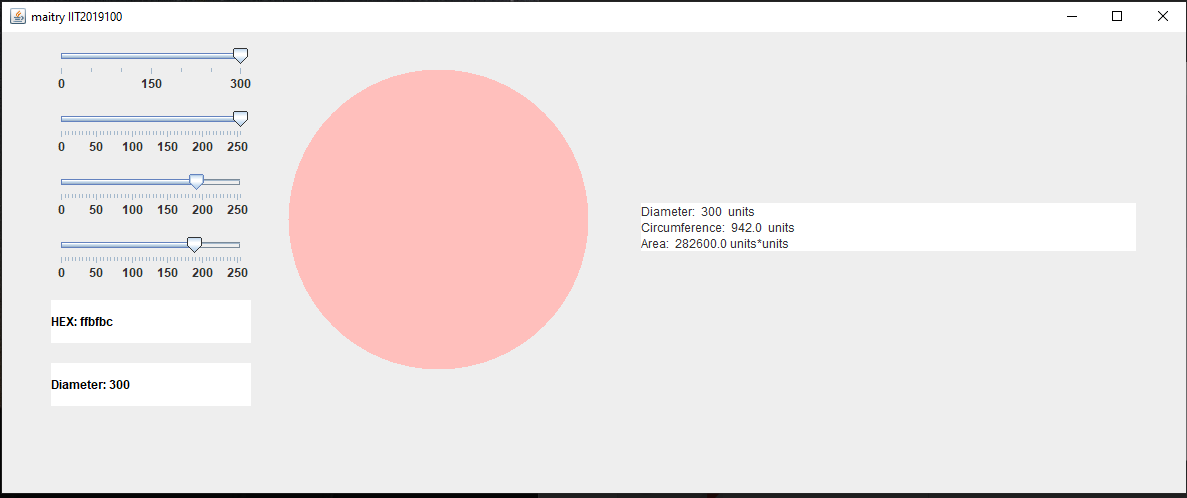 maitry IIT2019100
0 150 300
0 50 100 150 200 250
0 50 100 150 200 250
0 50 100 150 200 250
HEX: ffbfbc
Diameter: 300
Diameter: 300 units
Circumference: 942.0 units
Area: 282600.0 units*units